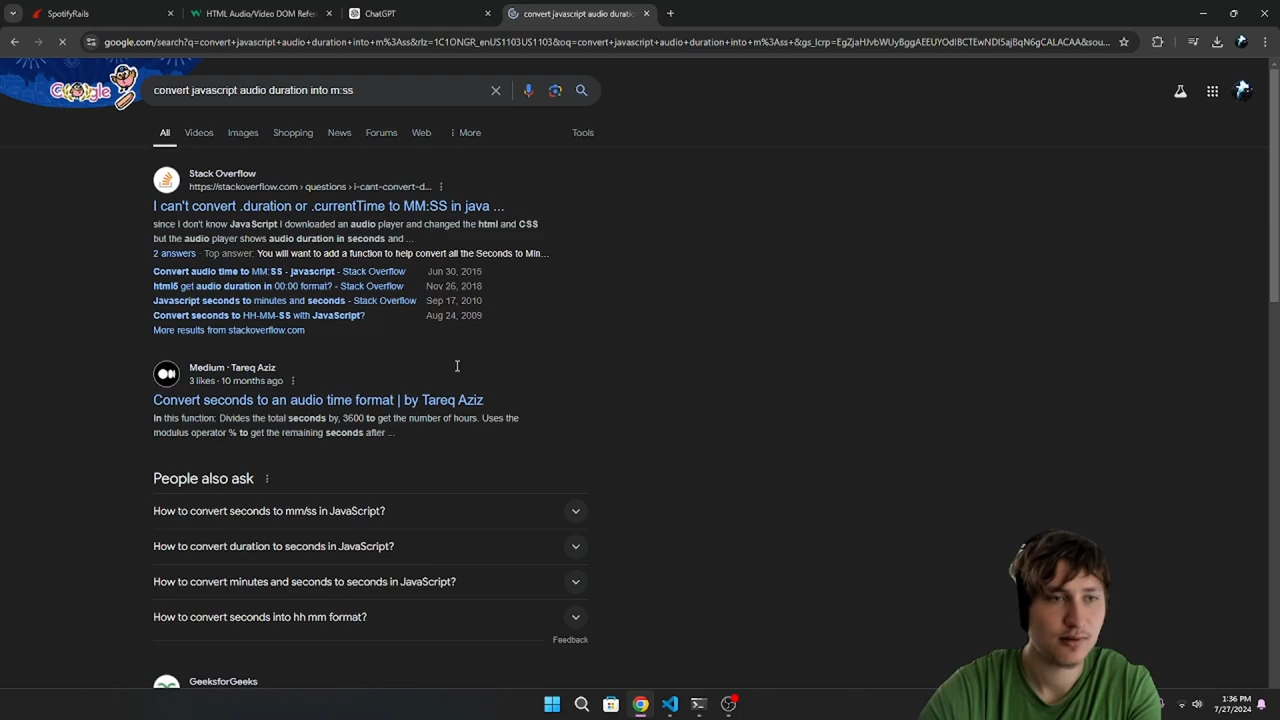 SpotifyRails
HTML Audio/Video DOM Refer
ChatGPT
convert javascript audio duratio
google.com/search?q=convert+javascript+audio+duration+into+m%3Ass&rlz=1C1ONGR_enUS1103US1103&oq=convert+javascript+audio+duration+into+m%3Ass+&gs_lcrp=EgZjaHJvbWUyBggAEEUYOdIBCTEwNDlSajBqN6gCALACAA&sou...
Google
convert javascript audio duration into m:ss
All
Videos
Images
Shopping
News
Forums
Web
More
Tools
Stack Overflow
https://stackoverflow.com › questions › i-cant-convert-d...
I can't convert .duration or .currentTime to MM:SS in java ...
since I don't know JavaScript I downloaded an audio player and changed the html and CSS
but the audio player shows audio duration in seconds and ...
2 answers · Top answer: You will want to add a function to help convert all the Seconds to Min...
Convert audio time to MM:SS - javascript - Stack Overflow Jun 30, 2015
html5 get audio duration in 00:00 format? - Stack Overflow Nov 26, 2018
Javascript seconds to minutes and seconds - Stack Overflow Sep 17, 2010
Convert seconds to HH-MM-SS with JavaScript? Aug 24, 2009
More results from stackoverflow.com
Medium · Tareq Aziz
3 likes · 10 months ago
Convert seconds to an audio time format | by Tareq Aziz
In this function: Divides the total seconds by, 3600 to get the number of hours. Uses the
modulus operator % to get the remaining seconds after ...
People also ask
How to convert seconds to mm/ss in JavaScript?
How to convert duration to seconds in JavaScript?
How to convert minutes and seconds to seconds in JavaScript?
How to convert seconds into hh mm format?
Feedback
GeeksforGeeks
1:36 PM
7/27/2024